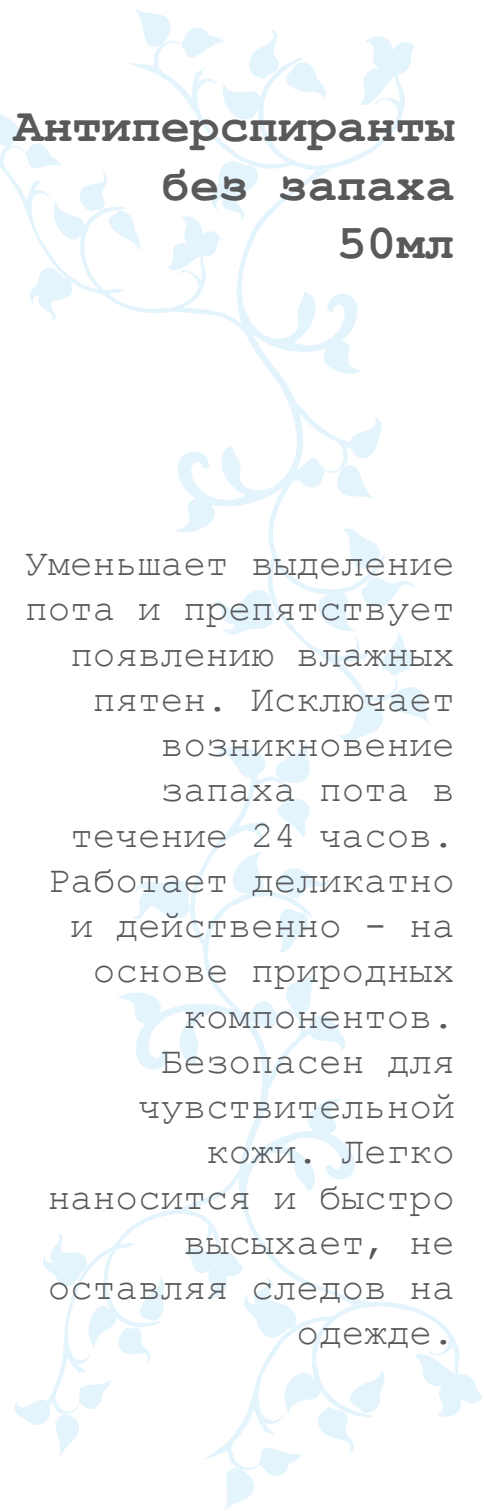 Антиперспиранты
без запаха
50мл
Уменьшает выделение
пота и препятствует
появлению влажных
пятен. Исключает
возникновение
запаха пота в
течение 24 часов.
Работает деликатно
и действенно - на
основе природных
компонентов.
Безопасен для
чувствительной
кожи. Легко
наносится и быстро
высыхает, не
оставляя следов на
одежде.